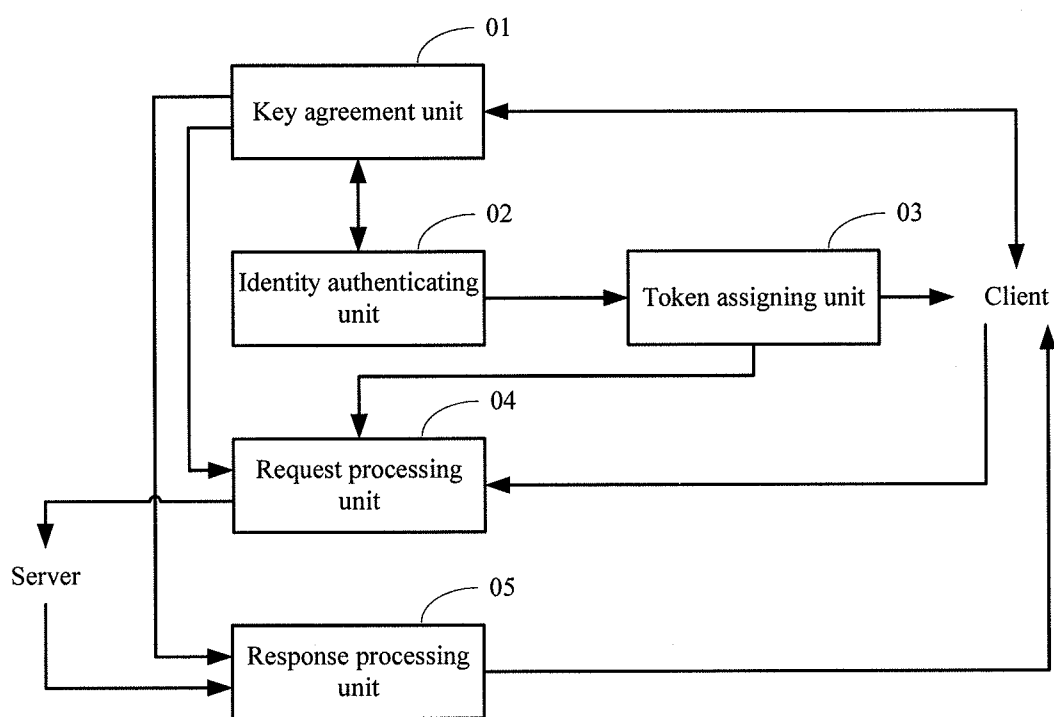 01
Key agreement unit
02
03
Identity authenticating
unit
Token assigning unit
Client
04
Request processing
unit
Server
05
Response processing
unit